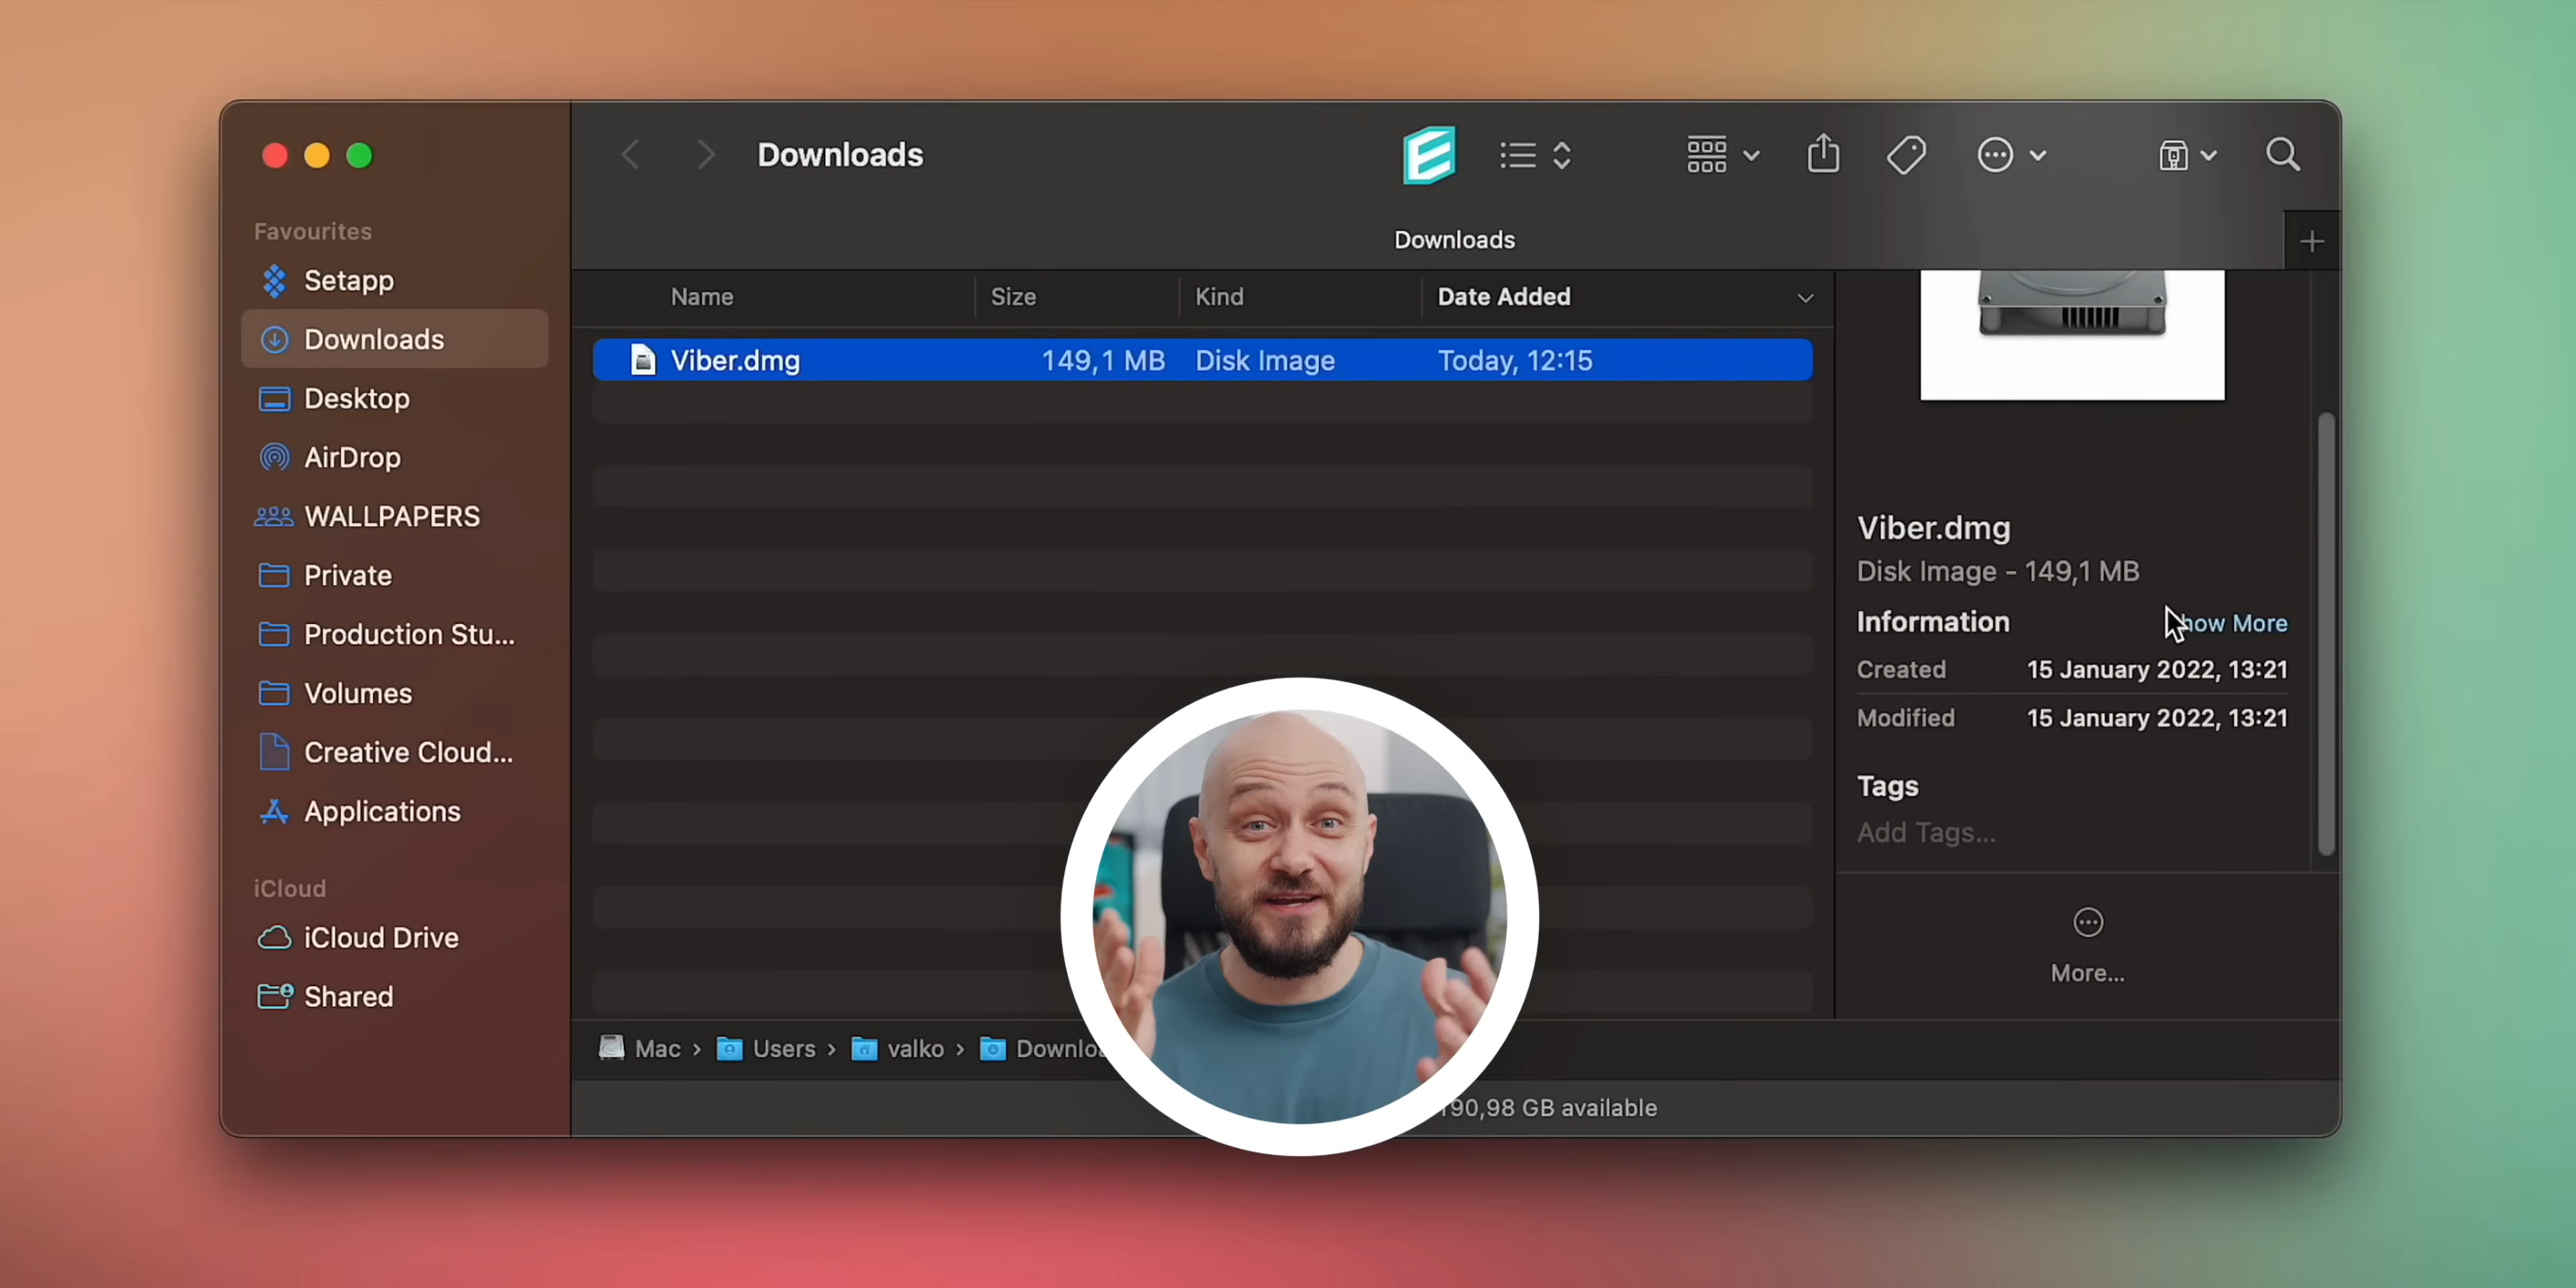 Downloads
Downloads
Favourites
Setapp
Downloads
Desktop
AirDrop
WALLPAPERS
Private
Production Stu...
Volumes
Creative Cloud...
Applications
iCloud
iCloud Drive
Shared
Name Size Kind Date Added
Viber.dmg 149,1 MB Disk Image Today, 12:15
Viber.dmg
Disk Image - 149,1 MB
Information how More
Created 15 January 2022, 13:21
Modified 15 January 2022, 13:21
Tags
Add Tags...
More...
Mac › Users › valko › Downloa
190,98 GB available